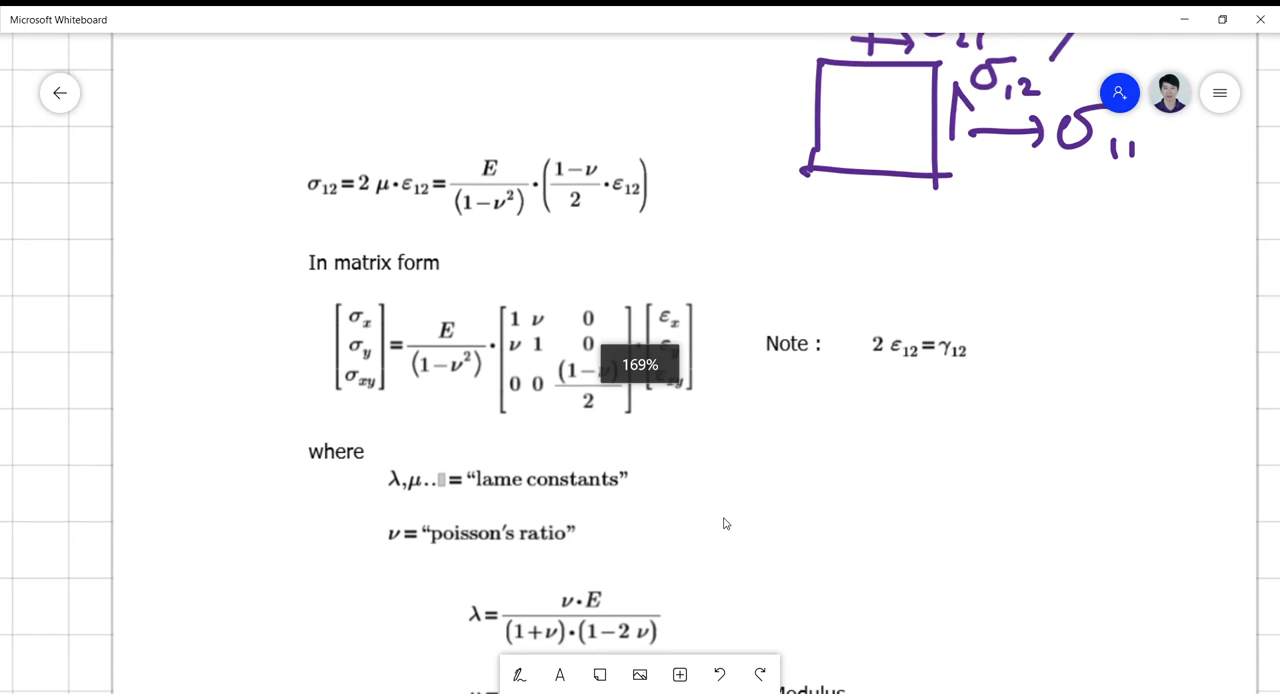 Microsoft Whiteboard
σ12
σ11
σ12 = 2 μ·ε12 = E/(1−ν²) · ((1−ν)/2 · ε12)
In matrix form
[σx σy σxy] = E/(1−ν²) · [1 ν 0; ν 1 0; 0 0 (1−ν)/2] [εx
Note : 2 ε12 = γ12
169%
where
λ,μ.. = “lame constants”
ν = “poisson's ratio”
λ = ν·E/((1+ν)·(1−2 ν))
Modulus